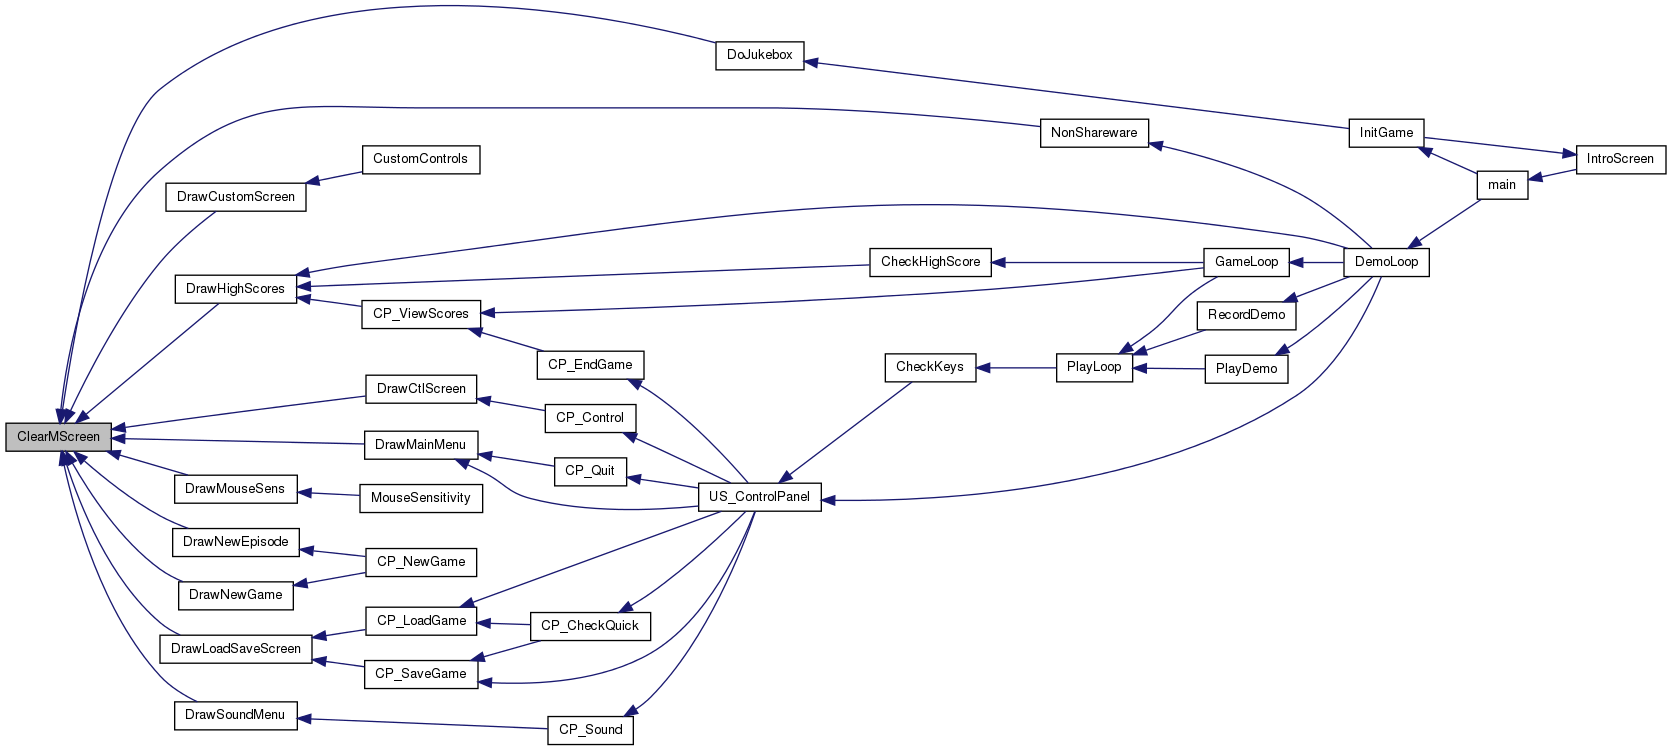 DoJukebox
NonShareware
InitGame
IntroScreen
CustomControls
main
DrawCustomScreen
CheckHighScore
GameLoop
DemoLoop
DrawHighScores
CP_ViewScores
RecordDemo
CP_EndGame
CheckKeys
PlayLoop
PlayDemo
DrawCtlScreen
CP_Control
ClearMScreen
DrawMainMenu
CP_Quit
DrawMouseSens
MouseSensitivity
US_ControlPanel
DrawNewEpisode
CP_NewGame
DrawNewGame
CP_LoadGame
CP_CheckQuick
DrawLoadSaveScreen
CP_SaveGame
DrawSoundMenu
CP_Sound